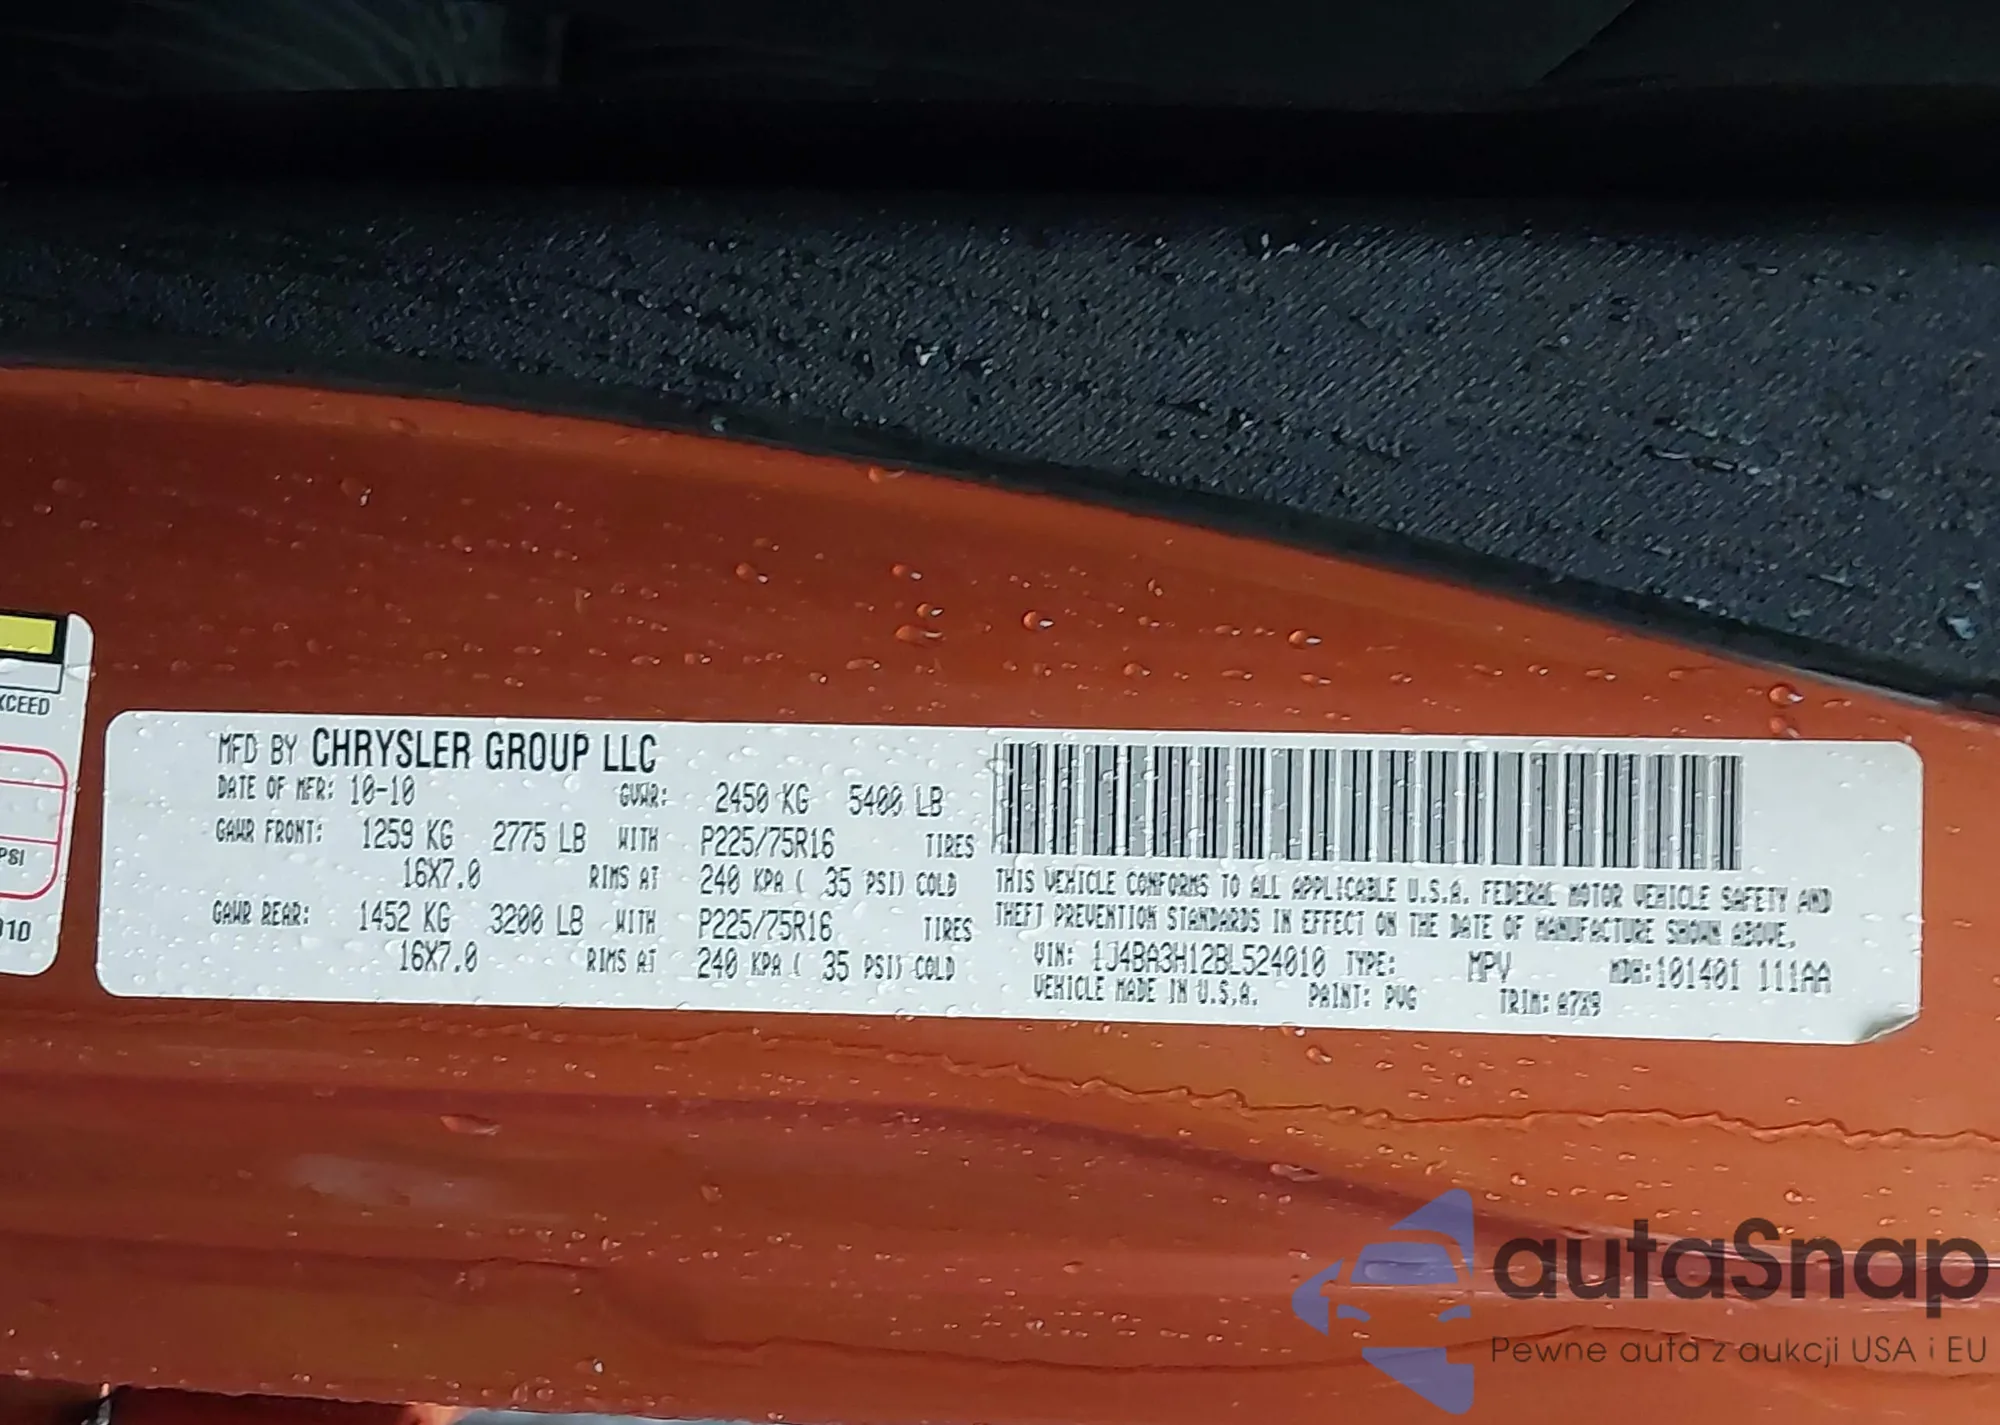 XCEED
PSI
010
MFD BY CHRYSLER GROUP LLC
DATE OF MFR: 10-10 GVWR: 2450 KG 5400 LB
GAWR FRONT: 1259 KG 2775 LB WITH P225/75R16 TIRES
16X7.0 RIMS AT 240 KPA ( 35 PSI) COLD
GAWR REAR: 1452 KG 3200 LB WITH P225/75R16 TIRES
16X7.0 RIMS AT 240 KPA ( 35 PSI) COLD
THIS VEHICLE CONFORMS TO ALL APPLICABLE U.S.A. FEDERAL MOTOR VEHICLE SAFETY AND
THEFT PREVENTION STANDARDS IN EFFECT ON THE DATE OF MANUFACTURE SHOWN ABOVE.
VIN: 1J4BA3H12BL524010 TYPE: MPV MDH: 101401 111AA
VEHICLE MADE IN U.S.A. PAINT: PVG TRIM: A7X9
autaSnap
Pewne auta z aukcji USA i EU